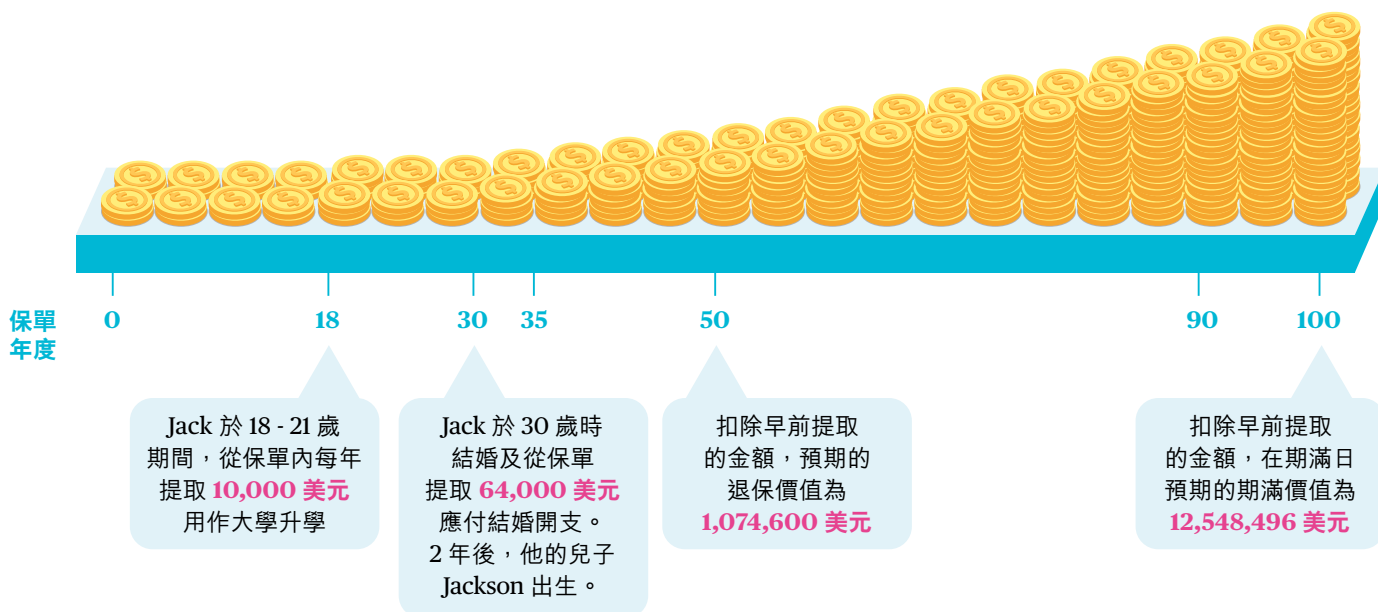 保單
年度
0
18
30
35
50
90
100
Jack 於 18 - 21 歲
期間，從保單內每年
提取 10,000 美元
用作大學升學
Jack 於 30 歲時
結婚及從保單
提取 64,000 美元
應付結婚開支。
2 年後，他的兒子
Jackson 出生。
扣除早前提取
的金額，預期的
退保價值為
1,074,600 美元
扣除早前提取
的金額，在期滿日
預期的期滿價值為
12,548,496 美元